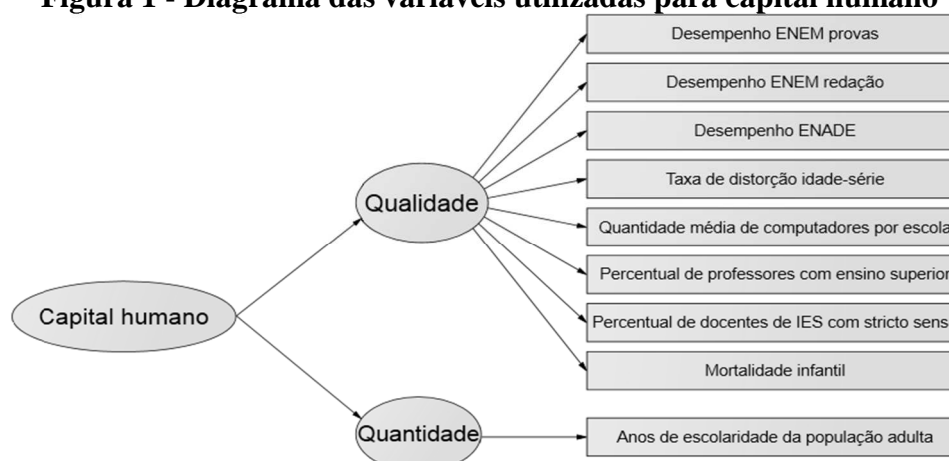 Figura 1 - Diagrama das variáveis utilizadas para capital humano
Desempenho ENEM provas
Desempenho ENEM redação
Desempenho ENADE
Taxa de distorção idade-série
Qualidade
Quantidade média de computadores por escola
Percentual de professores com ensino superior
Capital humano
Percentual de docentes de IES com stricto sens
Mortalidade infantil
Quantidade
Anos de escolaridade da população adulta